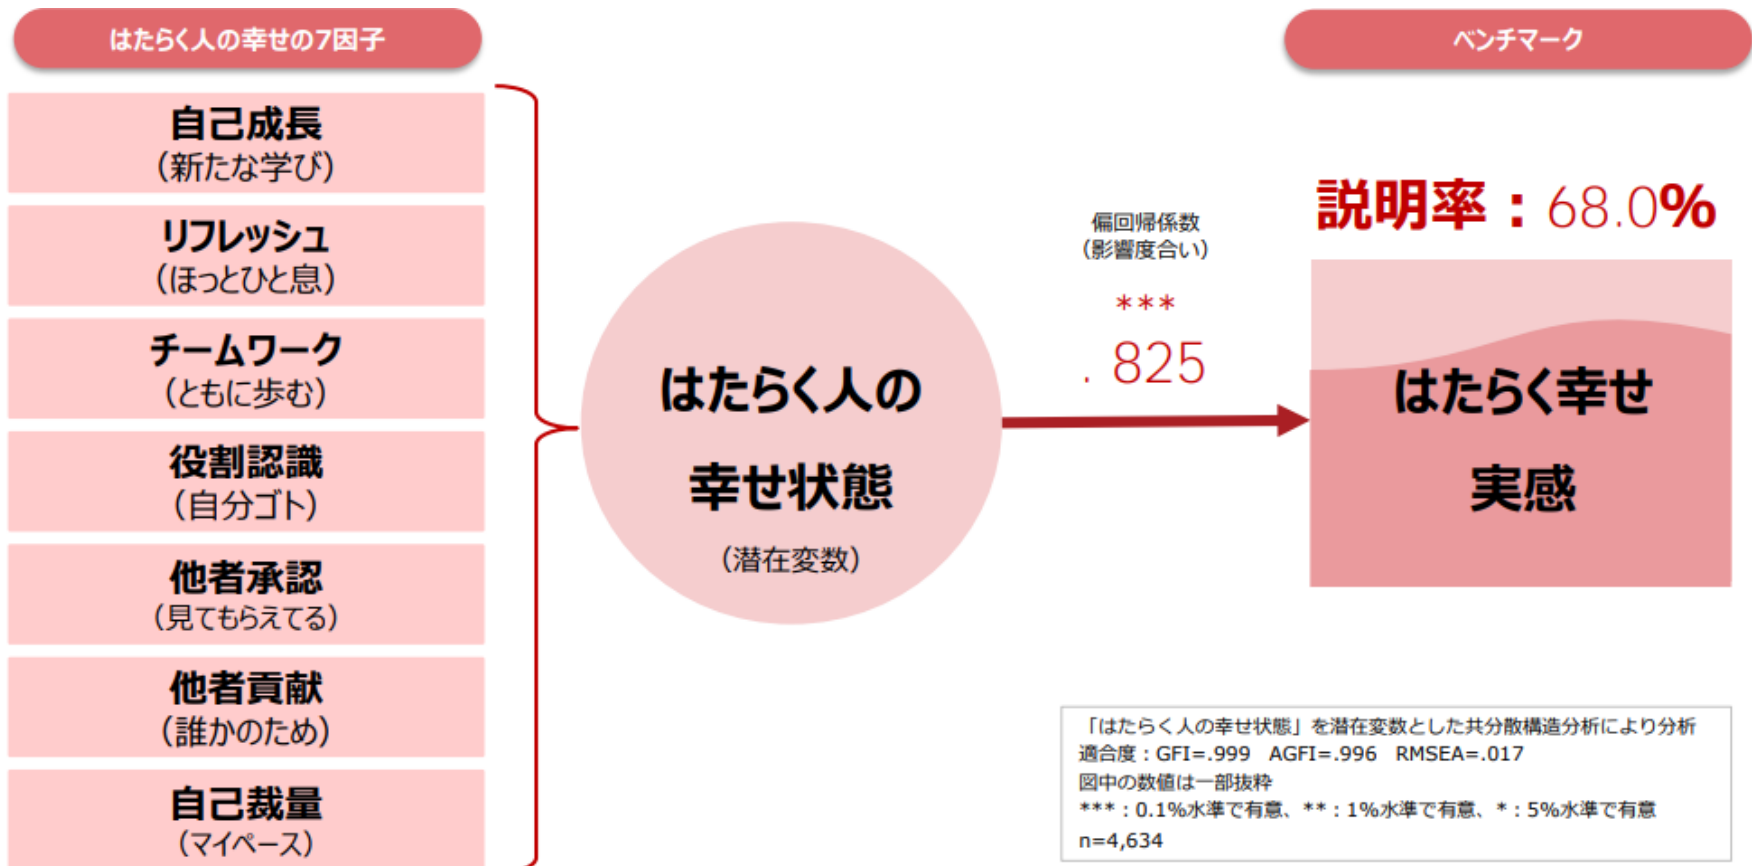 はたらく人の幸せの7因子
自己成長
（新たな学び）
リフレッシュ
（ほっとひと息）
チームワーク
（ともに歩む）
役割認識
（自分ゴト）
他者承認
（見てもらえてる）
他者貢献
（誰かのため）
自己裁量
（マイペース）
はたらく人の
幸せ状態
（潜在変数）
偏回帰係数
（影響度合い）
***
.825
ベンチマーク
説明率：68.0%
はたらく幸せ
実感
「はたらく人の幸せ状態」を潜在変数とした共分散構造分析により分析
適合度：GFI=.999 AGFI=.996 RMSEA=.017
図中の数値は一部抜粋
***：0.1%水準で有意、**：1%水準で有意、*：5%水準で有意
n=4,634